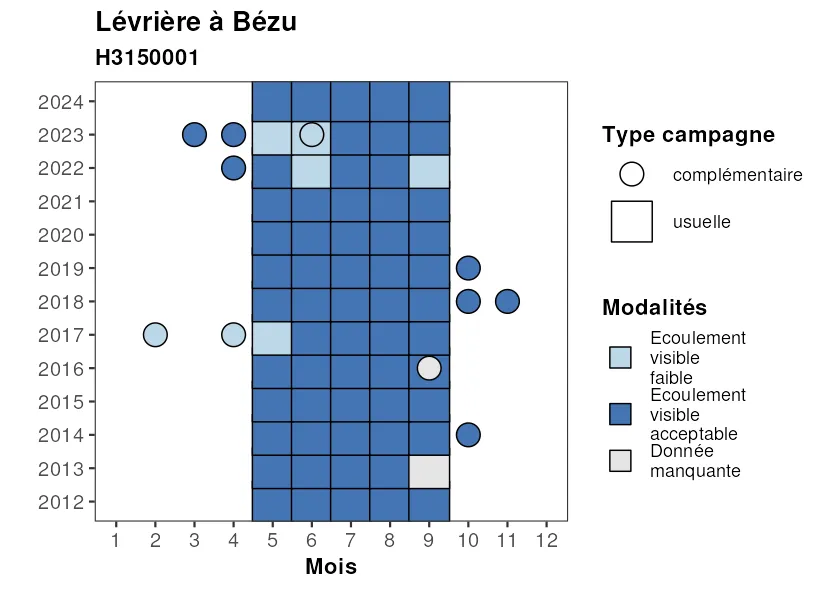 Lévrière à Bézu
H3150001
2024
2023
2022
2021
2020
2019
2018
2017
2016
2015
2014
2013
2012
1 2 3 4 5 6 7 8 9 10 11 12
Mois
Type campagne
complémentaire
usuelle
Modalités
Ecoulement
visible
faible
Ecoulement
visible
acceptable
Donnée
manquante